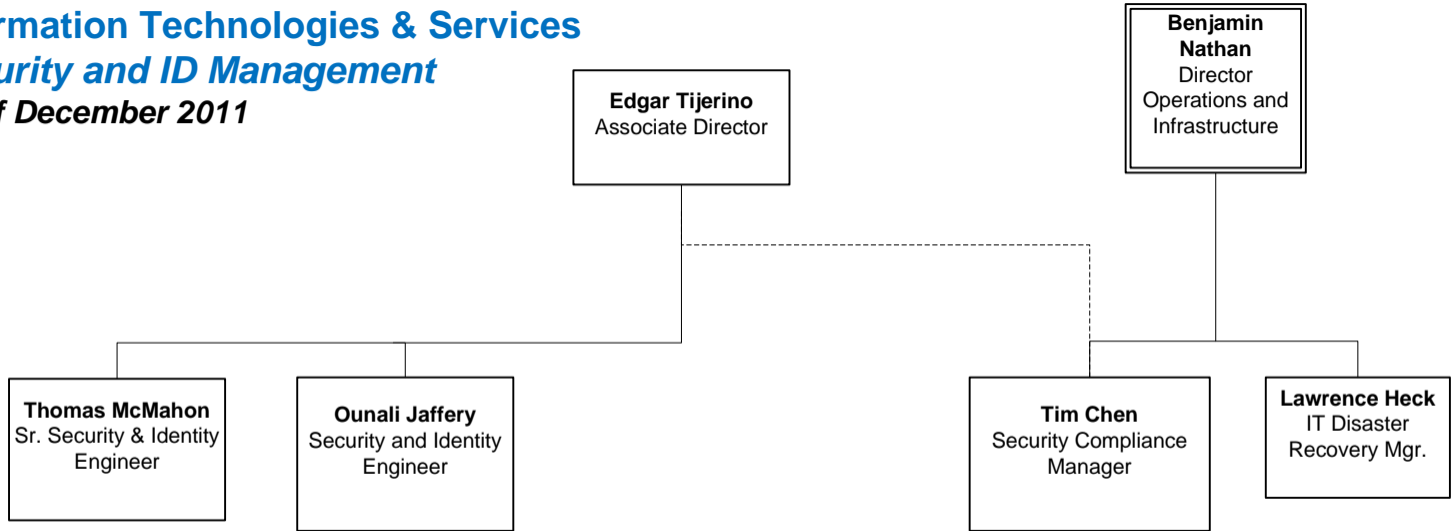 rmation Technologies & Services
urity and ID Management
f December 2011
Benjamin
Nathan
Director
Operations and
Infrastructure
Edgar Tijerino
Associate Director
Thomas McMahon
Sr. Security & Identity
Engineer
Ounali Jaffery
Security and Identity
Engineer
Tim Chen
Security Compliance
Manager
Lawrence Heck
IT Disaster
Recovery Mgr.